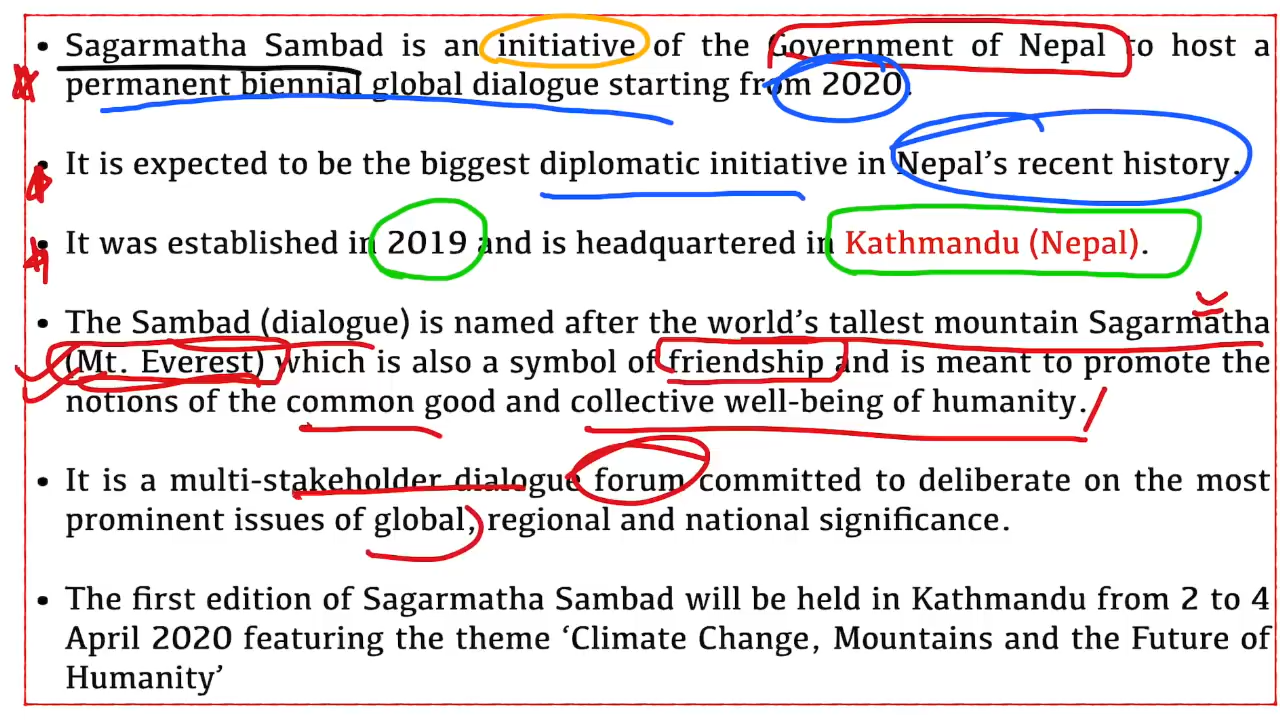 • Sagarmatha Sambad is an initiative of the Government of Nepal to host a
permanent biennial global dialogue starting from 2020.
• It is expected to be the biggest diplomatic initiative in Nepal's recent history.
• It was established in 2019 and is headquartered in Kathmandu (Nepal).
• The Sambad (dialogue) is naned after the world's tallest mountain Sagarmatha
(Mt. Everest) which is also a symbol of friendship and is meant to promote the
notions of the common good and collective well-being of humanity.
• It is a multi-stakeholder dialogue forum committed to deliberate on the most
prominent issues of global, regional and national significance.
• The first edition of Sagarmatha Sambad will be held in Kathmandu from 2 to 4
April 2020 featuring the theme ‘Climate Change, Mountains and the Future of
Humanity’